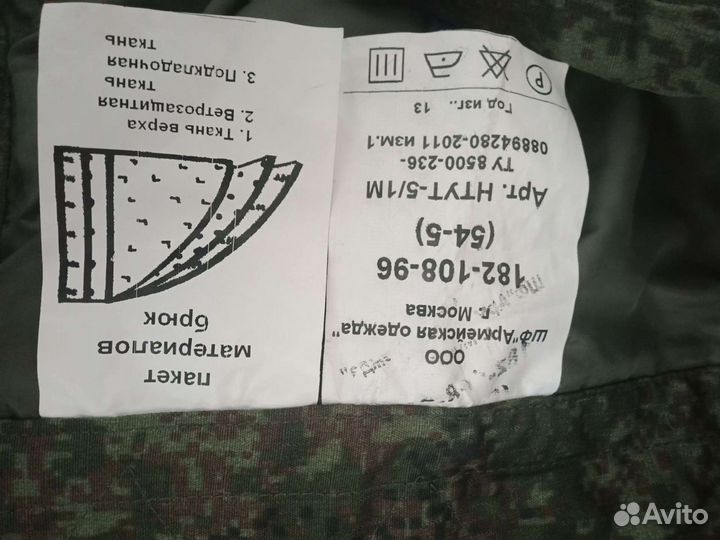 ООО
ШФ"Армейская одежда"
г. Москва
182-108-96
(54-5)
Арт. НТУТ-5/1М
ТУ 8500-236-
08894280-2011 изм.1
Год изг.. 13
P
пакет
материалов
брюк
1. Ткань верха
2. Ветрозащитная
ткань
3. Подкладочная
ткань
Avito